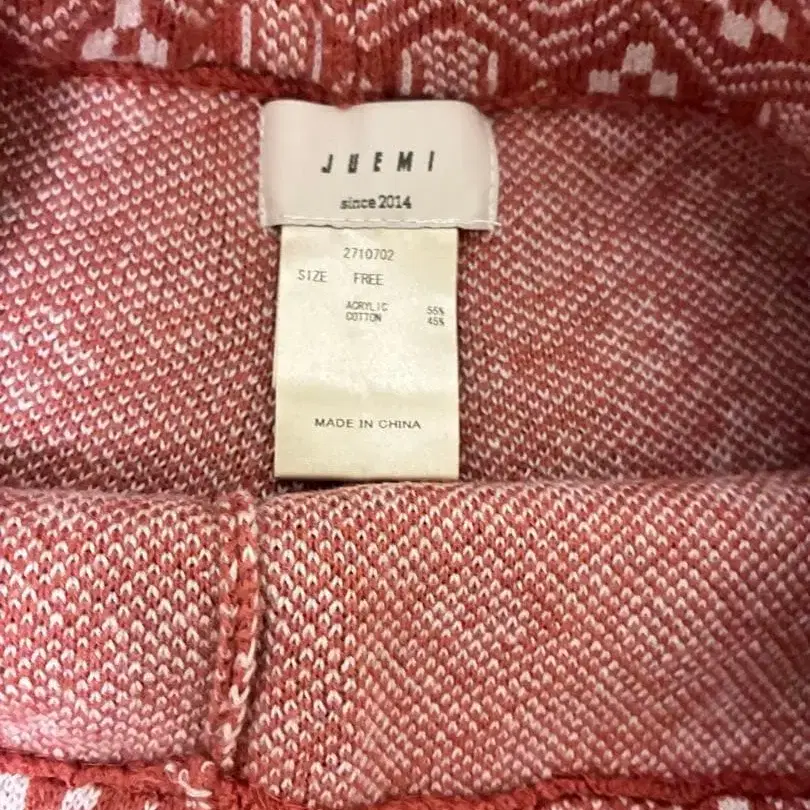 JUEMI
since 2014
2710702
SIZE FREE
ACRYLIC 55%
COTTON 45%
MADE IN CHINA